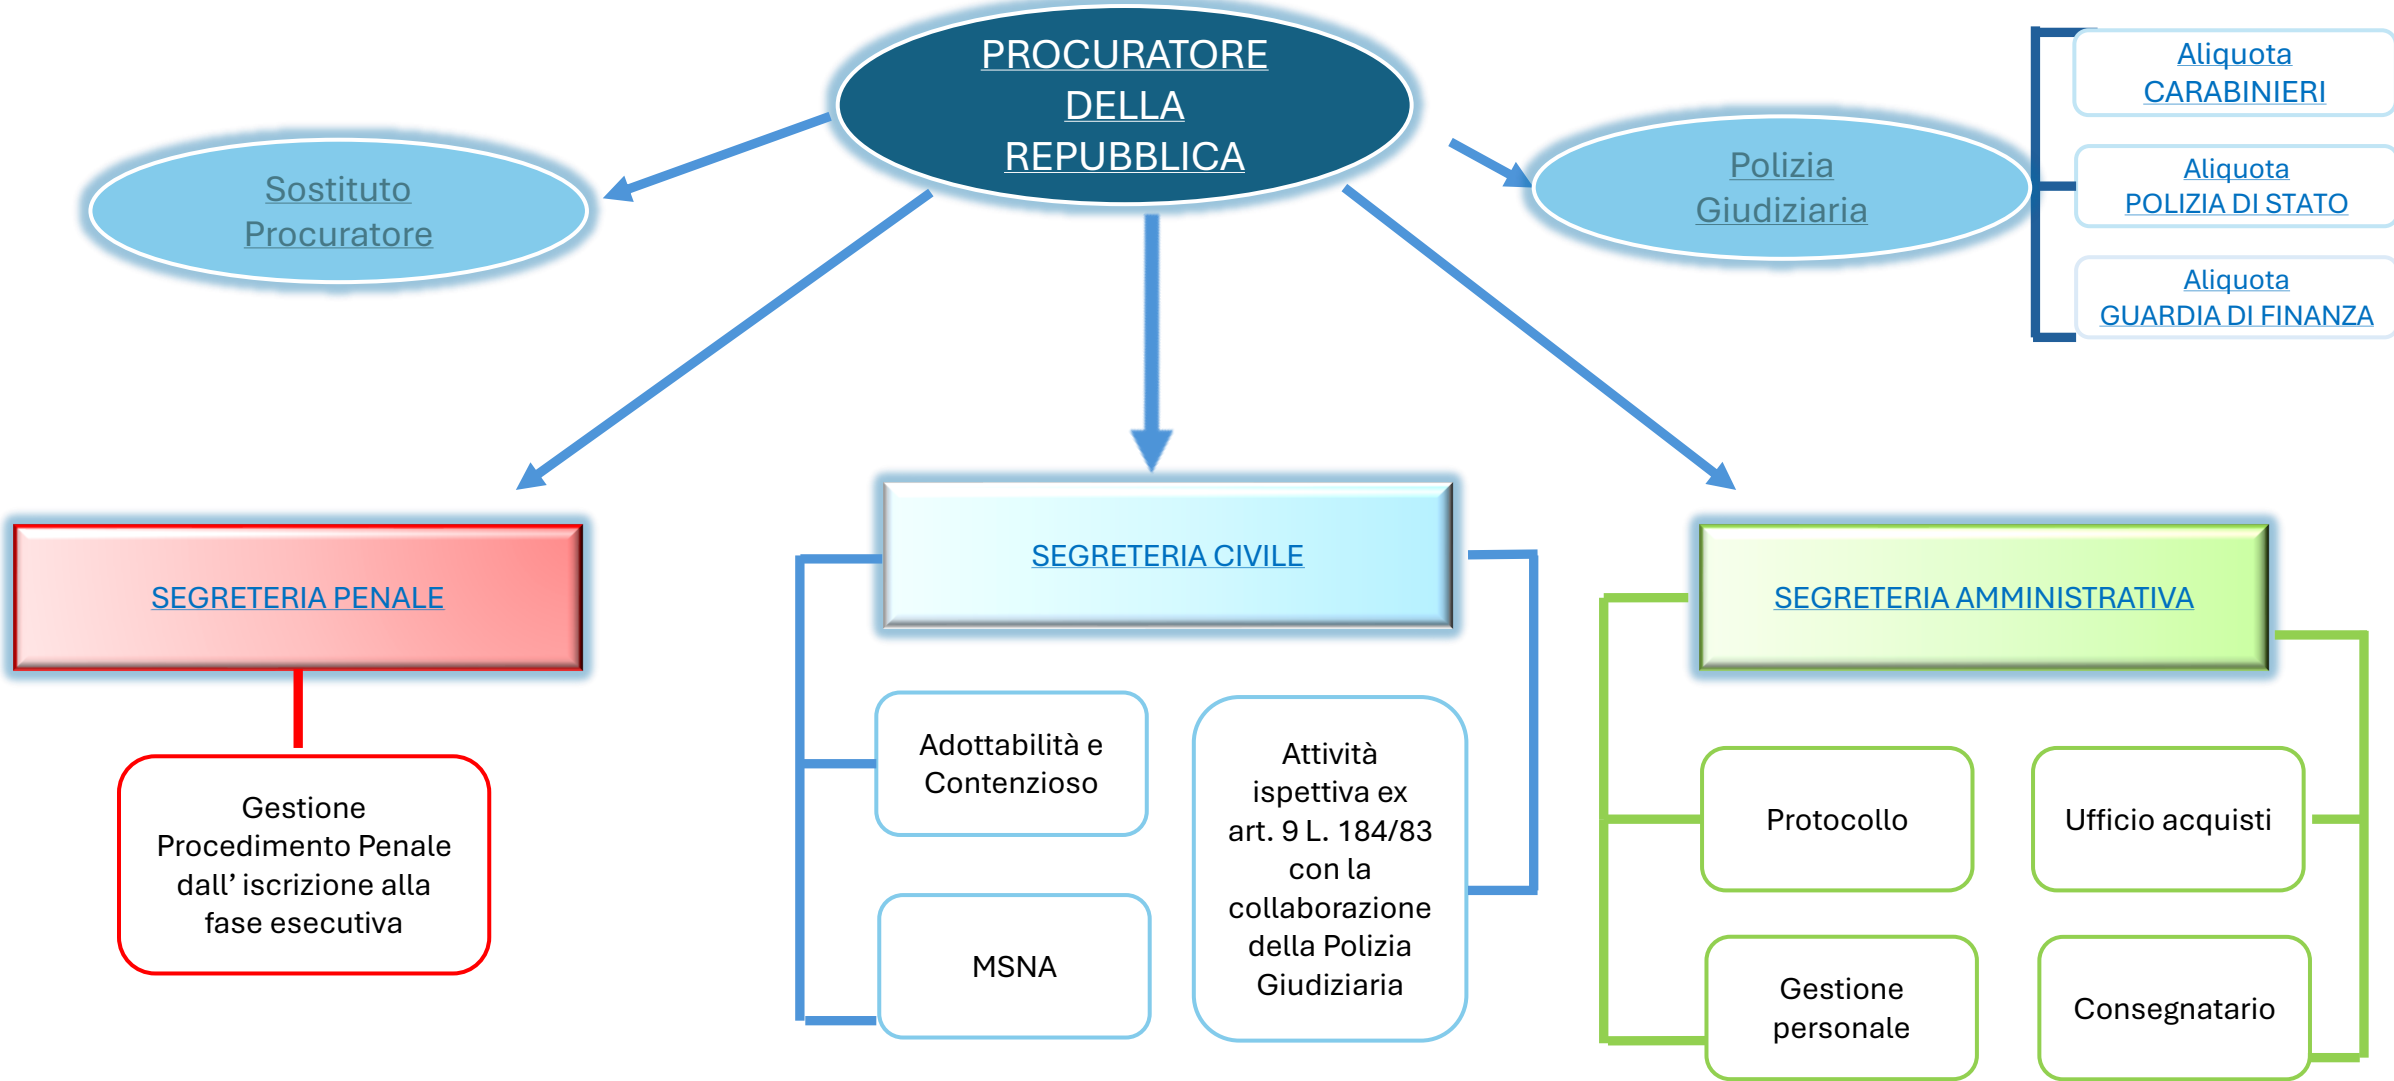 PROCURATORE
DELLA
REPUBBLICA
Sostituto
Procuratore
Polizia
Giudiziaria
Aliquota
CARABINIERI
Aliquota
POLIZIA DI STATO
Aliquota
GUARDIA DI FINANZA
SEGRETERIA PENALE
Gestione
Procedimento Penale
dall’ iscrizione alla
fase esecutiva
SEGRETERIA CIVILE
Adottabilità e
Contenzioso
MSNA
Attività
ispettiva ex
art. 9 L. 184/83
con la
collaborazione
della Polizia
Giudiziaria
SEGRETERIA AMMINISTRATIVA
Protocollo
Ufficio acquisti
Gestione
personale
Consegnatario